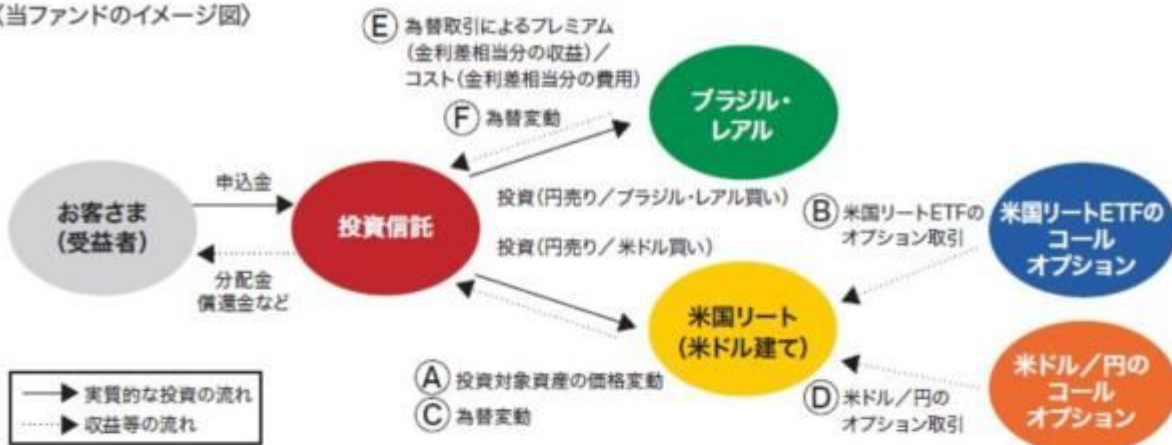 〈当ファンドのイメージ図〉
Ⓔ 為替取引によるプレミアム
(金利差相当分の収益)/
コスト(金利差相当分の費用)
Ⓕ 為替変動
ブラジル・
レアル
申込金
お客さま
(受益者)
投資信託
分配金
償還金など
投資(円売り/ブラジル・レアル買い)
投資(円売り/米ドル買い)
Ⓑ 米国リートETFの
オプション取引
米国リートETFの
コール
オプション
米国リート
(米ドル建て)
Ⓐ 投資対象資産の価格変動
Ⓒ 為替変動
Ⓓ 米ドル/円の
オプション取引
米ドル/円の
コール
オプション
実質的な投資の流れ
収益等の流れ